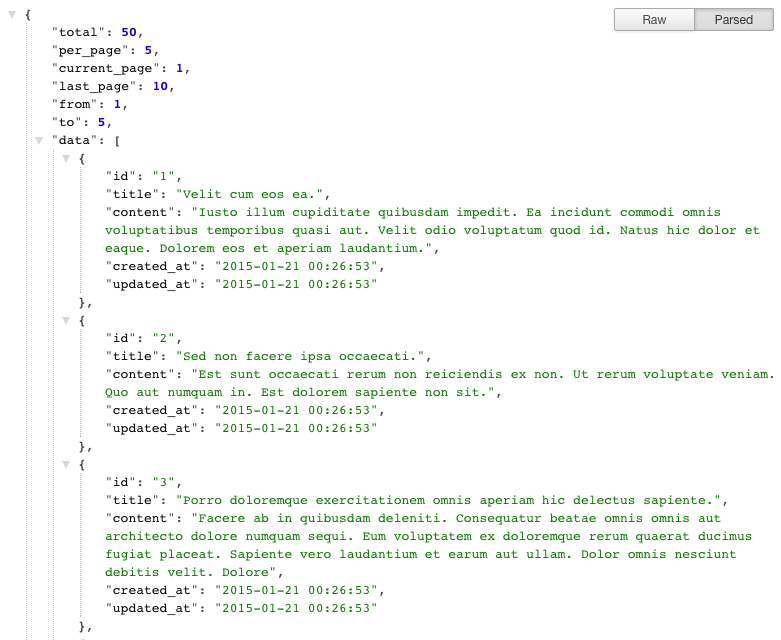 {
Raw Parsed
"total": 50,
"per_page": 5,
"current_page": 1,
"last_page": 10,
"from": 1,
"to": 5,
"data": [
{
"id": "1",
"title": "Velit cum eos ea.",
"content": "Iusto illum cupiditate quibusdam impedit. Ea incidunt commodi omnis
voluptatibus temporibus quasi aut. Velit odio voluptatum quod id. Natus hic dolor et
eaque. Dolorem eos et aperiam laudantium.",
"created_at": "2015-01-21 00:26:53",
"updated_at": "2015-01-21 00:26:53"
},
{
"id": "2",
"title": "Sed non facere ipsa occaecati.",
"content": "Est sunt occaecati rerum non reiciendis ex non. Ut rerum voluptate veniam.
Quo aut numquam in. Est dolorem sapiente non sit.",
"created_at": "2015-01-21 00:26:53",
"updated_at": "2015-01-21 00:26:53"
},
{
"id": "3",
"title": "Porro doloremque exercitationem omnis aperiam hic delectus sapiente.",
"content": "Facere ab in quibusdam deleniti. Consequatur beatae omnis omnis aut
architecto dolore numquam sequi. Eum voluptatem ex doloremque rerum quaerat ducimus
fugiat placeat. Sapiente vero laudantium et earum aut ullam. Dolor omnis nesciunt
debitis velit. Dolore",
"created_at": "2015-01-21 00:26:53",
"updated_at": "2015-01-21 00:26:53"
},